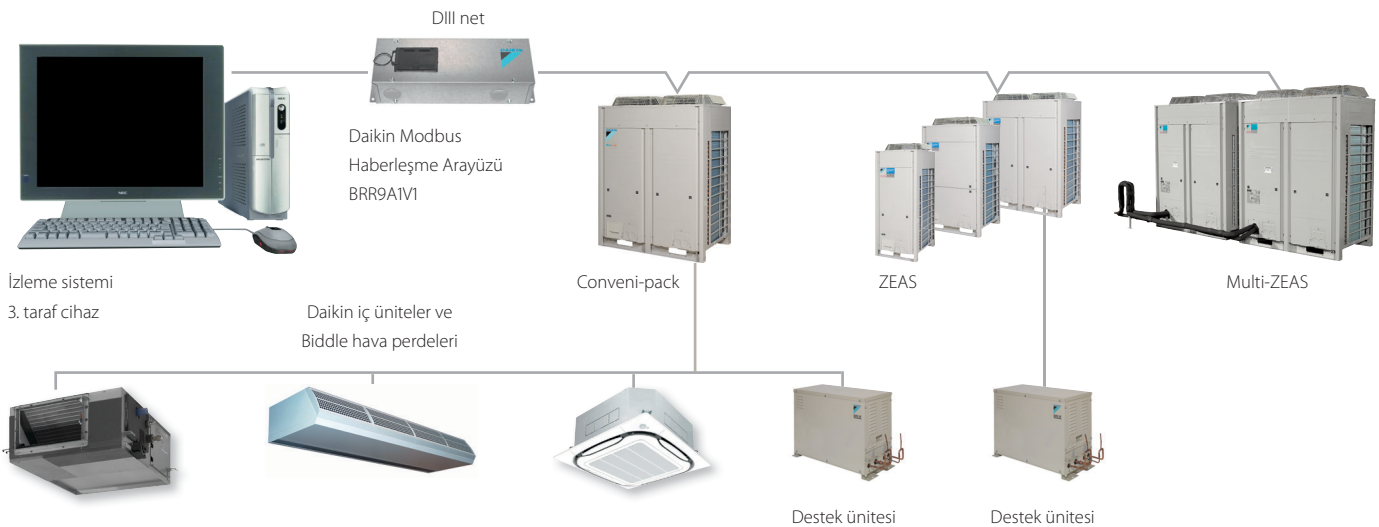 DIII net
Daikin Modbus
Haberleşme Arayüzü
BRR9A1V1
İzleme sistemi
3. taraf cihaz
Conveni-pack
ZEAS
Multi-ZEAS
Daikin iç üniteler ve
Biddle hava perdeleri
Destek ünitesi
Destek ünitesi